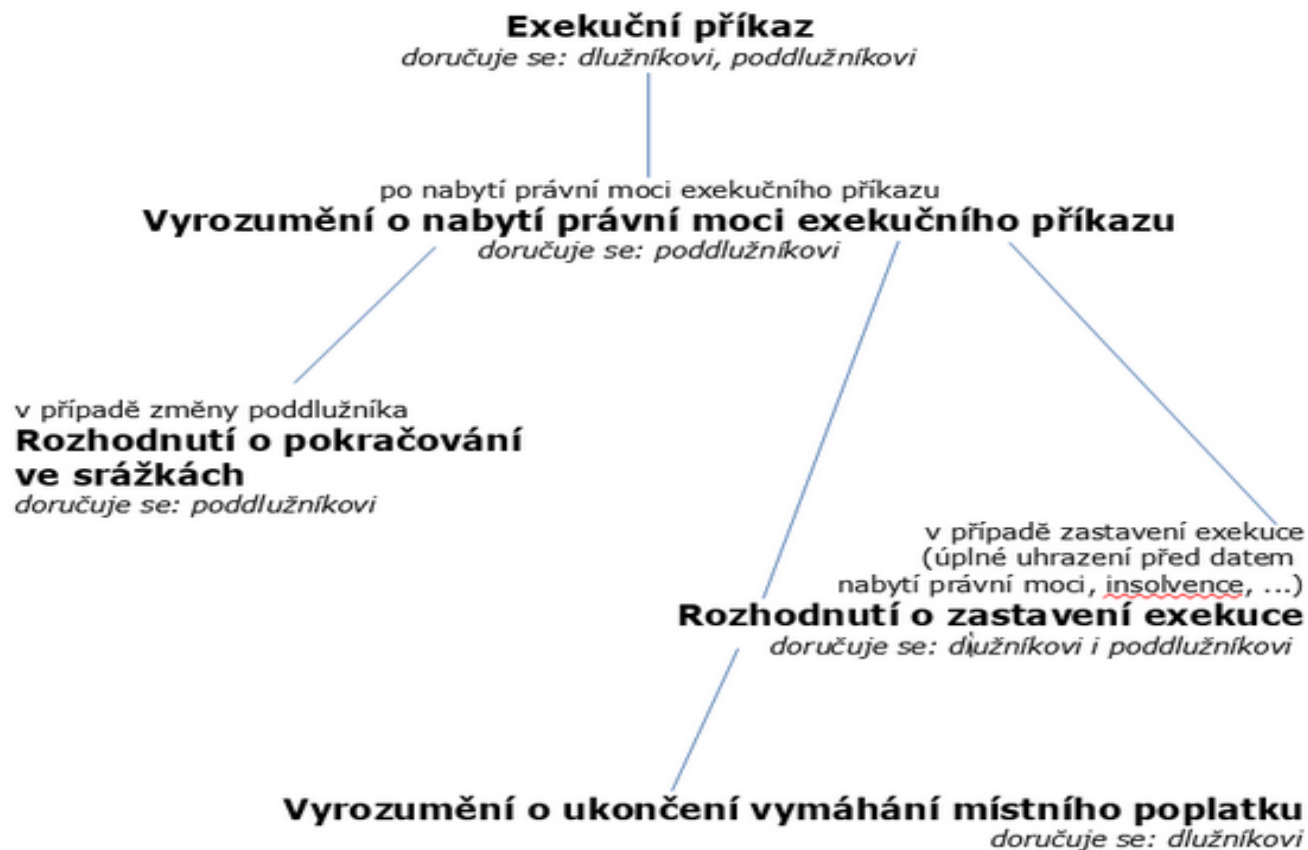 Exekuční příkaz
doručuje se: dlužníkovi, poddlužníkovi
po nabytí právní moci exekučního příkazu
Vyrozumění o nabytí právní moci exekučního příkazu
doručuje se: poddlužníkovi
v případě změny poddlužníka
Rozhodnutí o pokračování
ve srážkách
doručuje se: poddlužníkovi
v případě zastavení exekuce
(úplné uhrazení před datem
nabytí právní moci, insolvence, ...)
Rozhodnutí o zastavení exekuce
doručuje se: dlužníkovi i poddlužníkovi
Vyrozumění o ukončení vymáhání místního poplatku
doručuje se: dlužníkovi